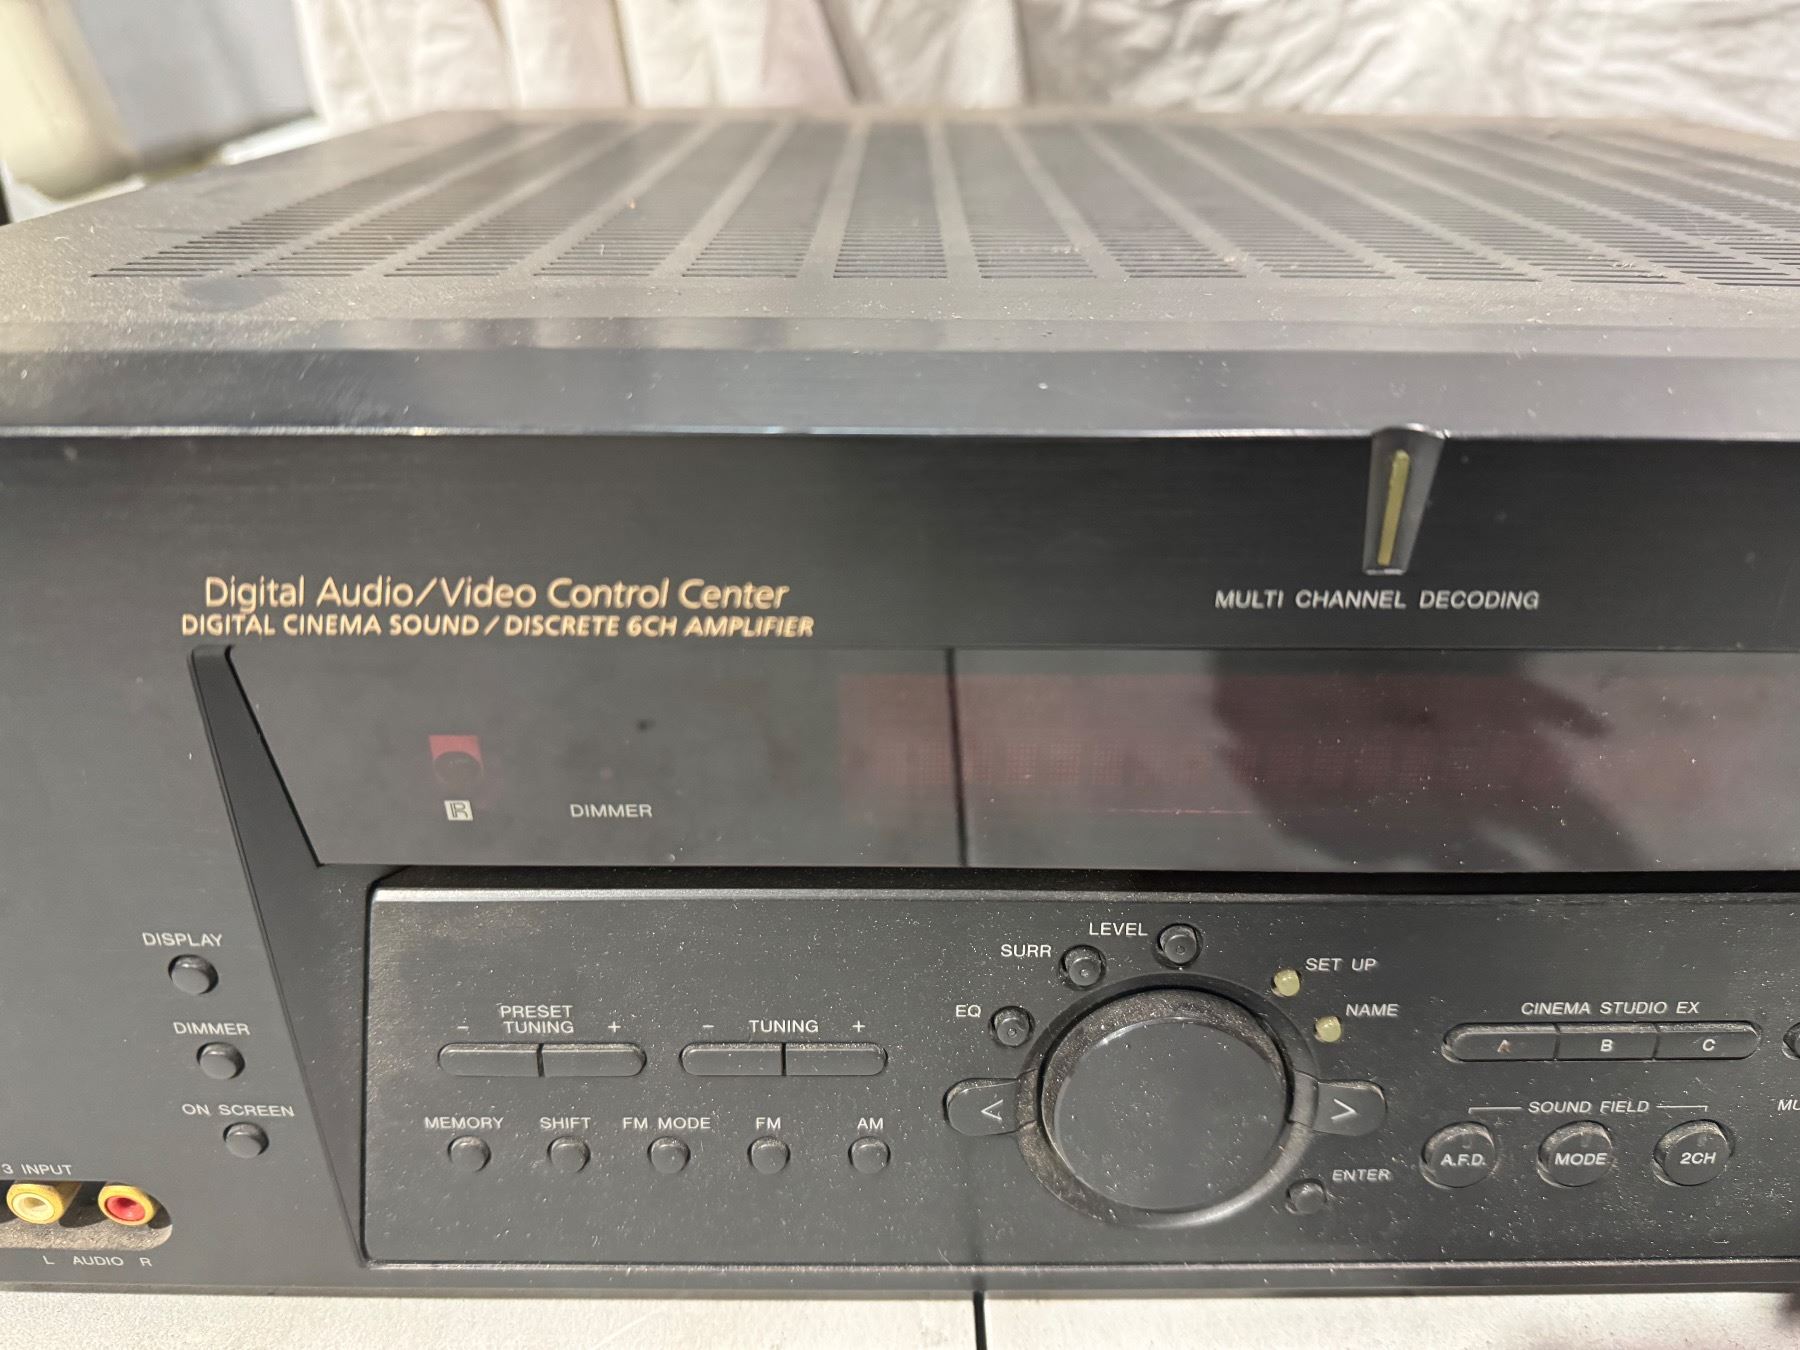 Digital Audio/Video Control Center
DIGITAL CINEMA SOUND / DISCRETE 6CH AMPLIFIER
MULTI CHANNEL DECODING
IR
DIMMER
DISPLAY
DIMMER
ON SCREEN
3 INPUT
L AUDIO R
PRESET
- TUNING +
- TUNING +
MEMORY SHIFT FM MODE FM AM
LEVEL
SURR
EQ
SET UP
NAME
< >
ENTER
CINEMA STUDIO EX
A B C
SOUND FIELD
A.F.D. MODE 2CH